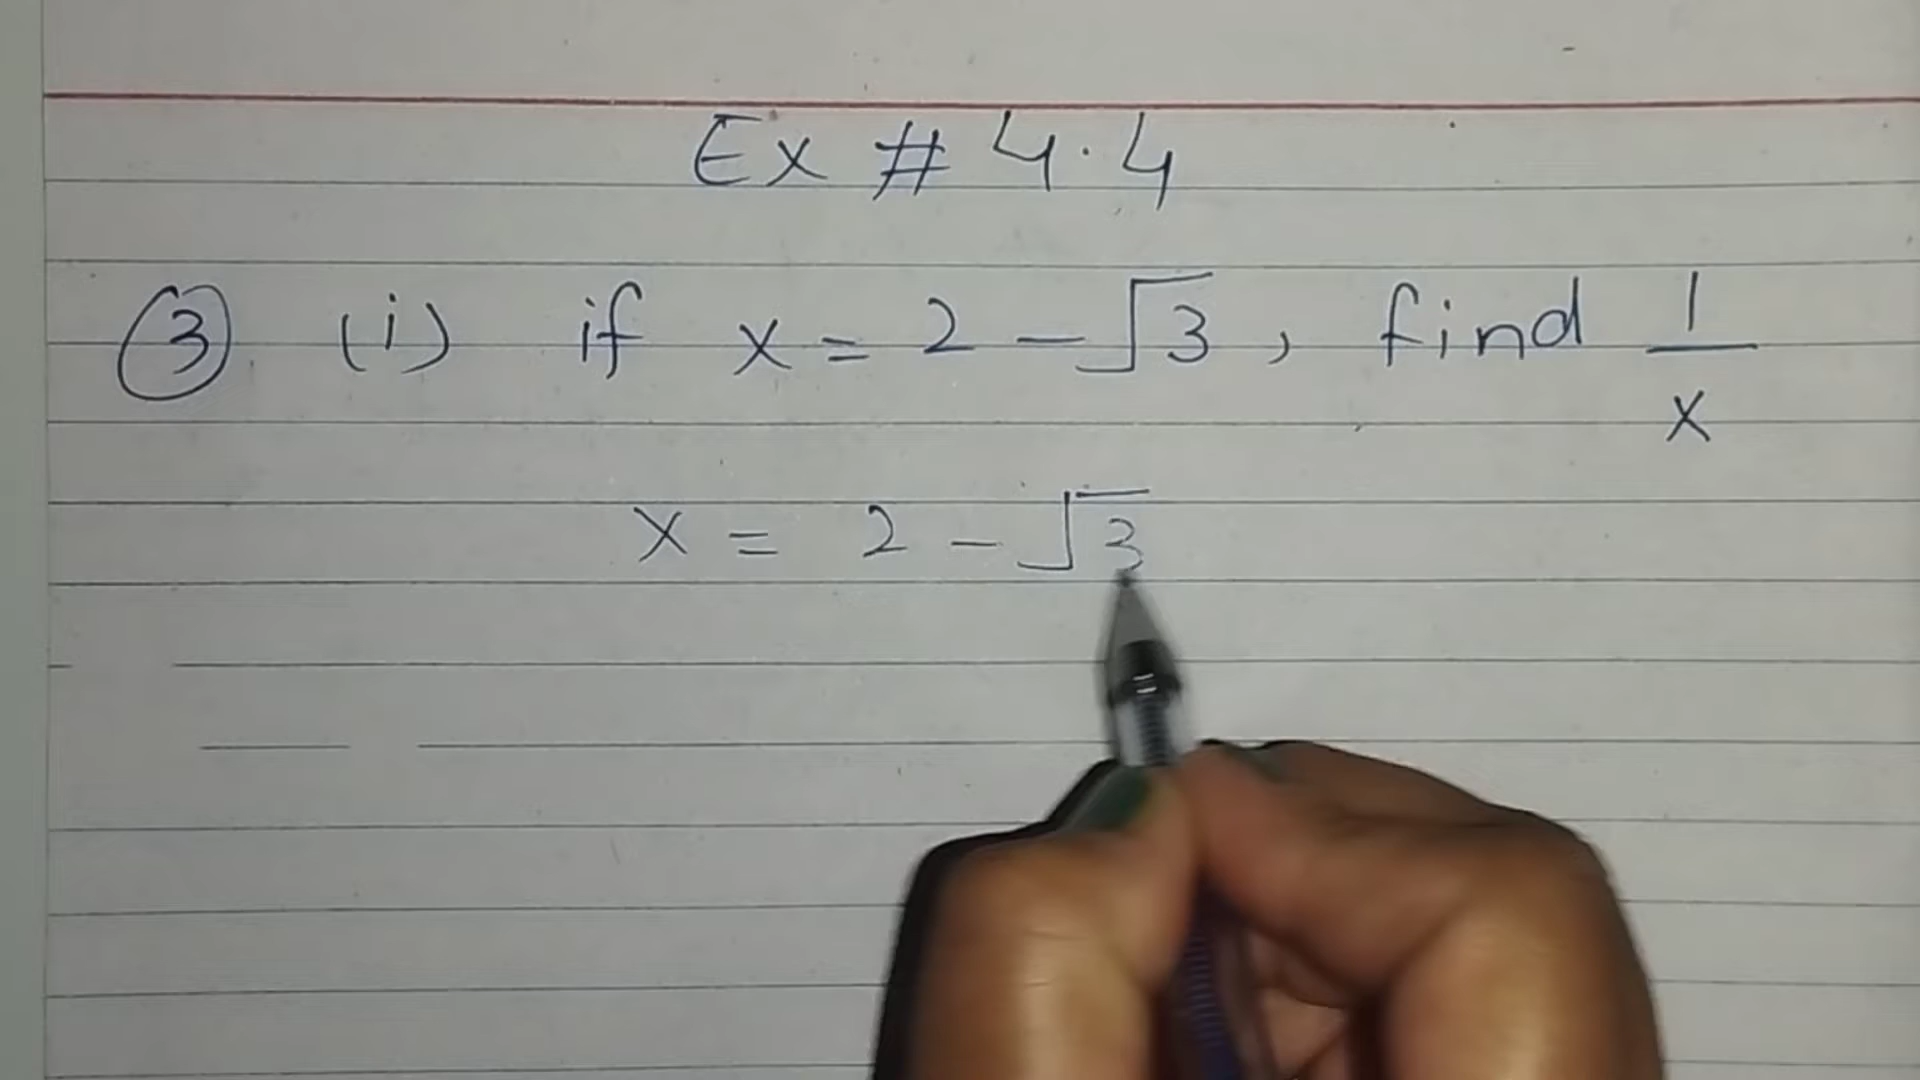 Ex # 4.4
③ (i) if x = 2 - √3, find 1/x
x = 2 - √3